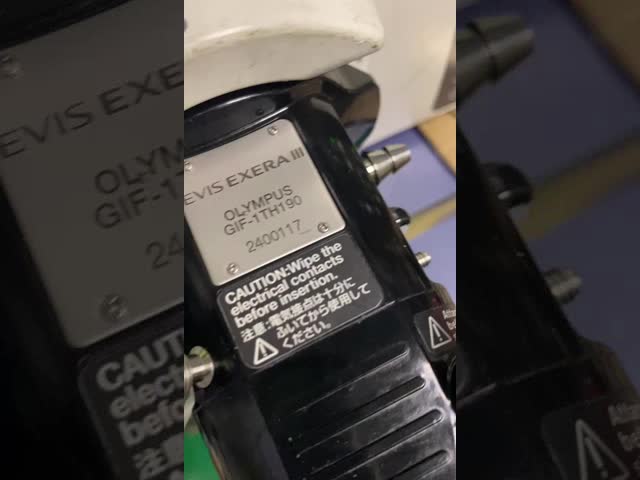 EVIS EXERA III
OLYMPUS
GIF-1TH190
2400117
CAUTION:Wipe the
electrical contacts
before insertion.
注意:電気接点は十分に
ふいてから使用して
ください。